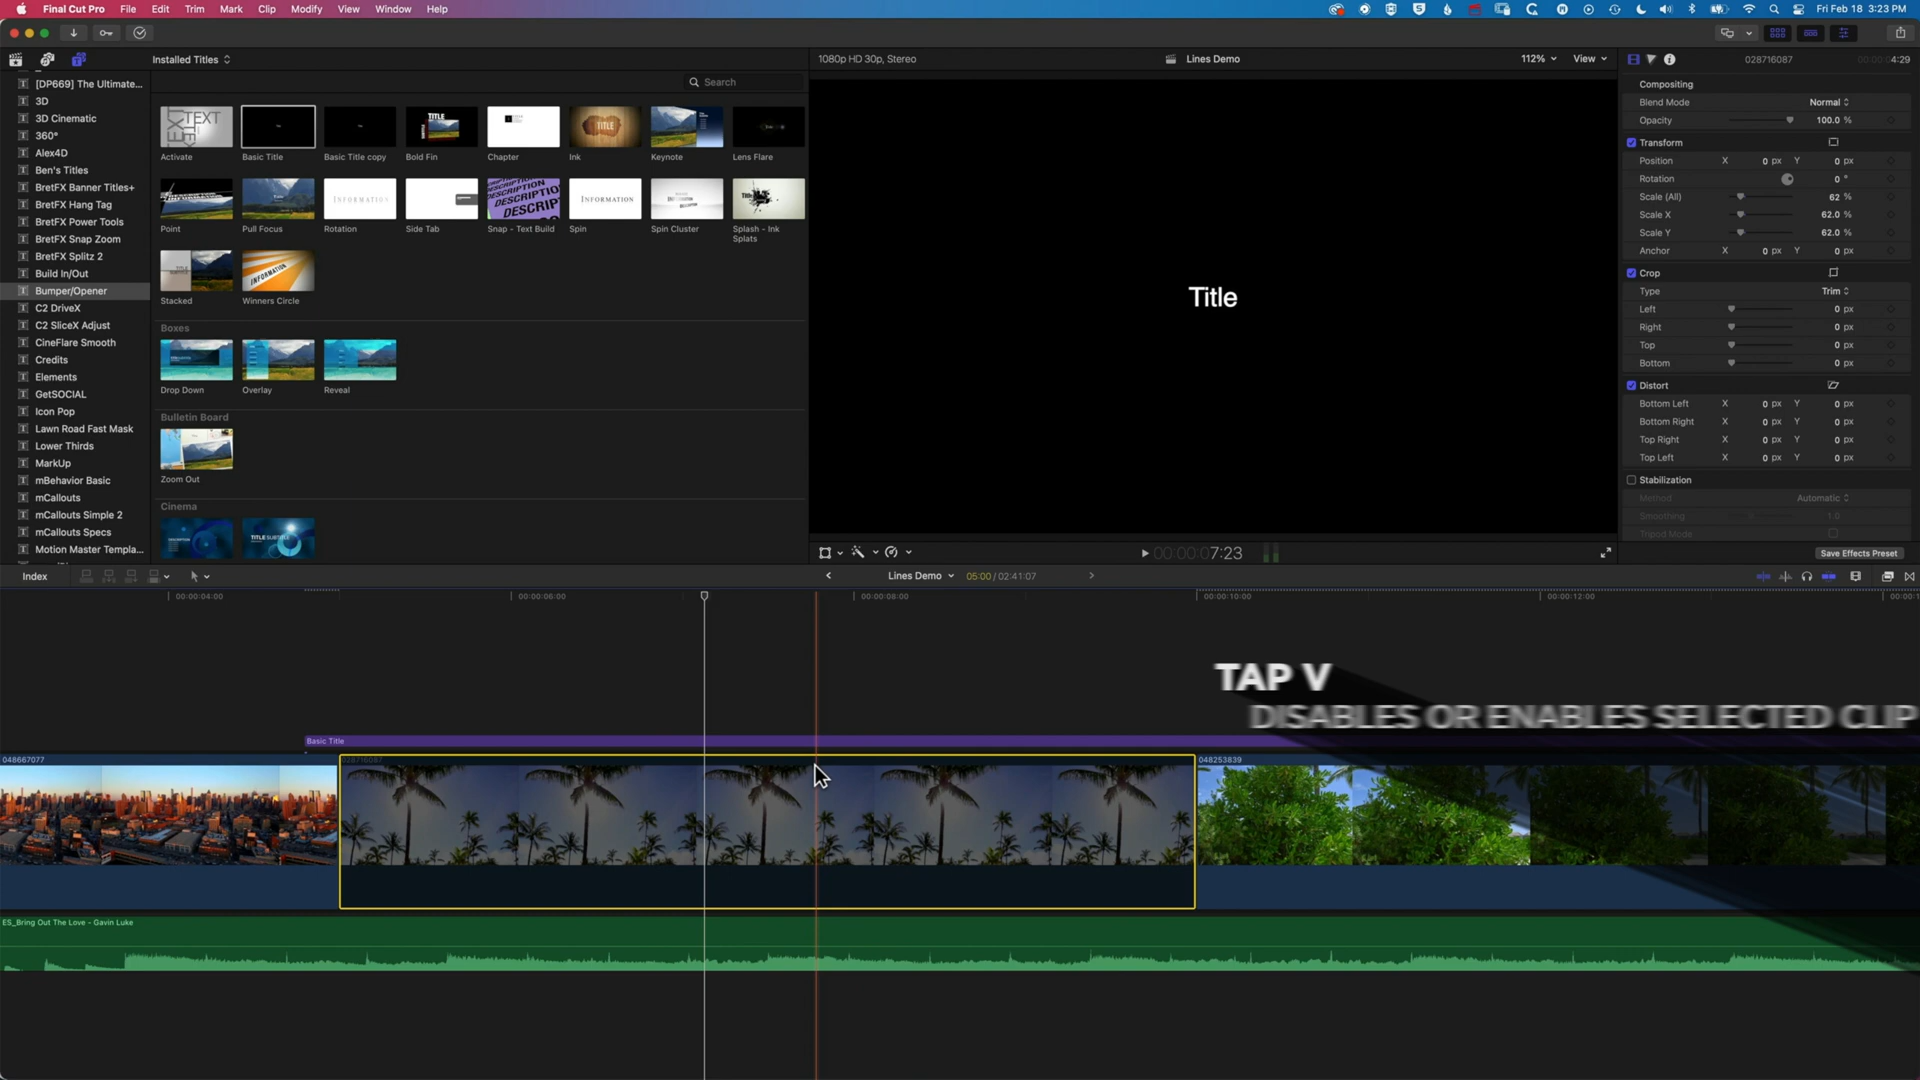 Final Cut Pro File Edit Trim Mark Clip Modify View Window Help
Fri Feb 18 3:23 PM
Installed Titles
1080p HD 30p, Stereo
Lines Demo
112%
View
028716087
4:29
Search
[DP669] The Ultimate...
3D
3D Cinematic
360°
Alex4D
Ben's Titles
BretFX Banner Titles+
BretFX Hang Tag
BretFX Power Tools
BretFX Snap Zoom
BretFX Splitz 2
Build In/Out
Bumper/Opener
C2 DriveX
C2 SliceX Adjust
CineFlare Smooth
Credits
Elements
GetSOCIAL
Icon Pop
Lawn Road Fast Mask
Lower Thirds
MarkUp
mBehavior Basic
mCallouts
mCallouts Simple 2
mCallouts Specs
Motion Master Templa...
Activate
Basic Title
Basic Title copy
Bold Fin
Chapter
Ink
Keynote
Lens Flare
Point
Pull Focus
Rotation
Side Tab
Snap - Text Build
Spin
Spin Cluster
Splash - Ink
Splats
Stacked
Winners Circle
Boxes
Drop Down
Overlay
Reveal
Bulletin Board
Zoom Out
Cinema
Title
Compositing
Blend Mode Normal
Opacity 100.0 %
Transform
Position X 0 px Y 0 px
Rotation 0 °
Scale (All) 62 %
Scale X 62.0 %
Scale Y 62.0 %
Anchor X 0 px Y 0 px
Crop
Type Trim
Left 0 px
Right 0 px
Top 0 px
Bottom 0 px
Distort
Bottom Left X 0 px Y 0 px
Bottom Right X 0 px Y 0 px
Top Right X 0 px Y 0 px
Top Left X 0 px Y 0 px
Stabilization
Method Automatic
Smoothing 1.0
Tripod Mode
Save Effects Preset
00:00:07:23
Index
Lines Demo 05:00 / 02:41:07
00:00:04:00
00:00:06:00
00:00:08:00
00:00:10:00
00:00:12:00
TAP V
DISABLES OR ENABLES SELECTED CLIP
Basic Title
048667077
028716087
048253839
ES_Bring Out The Love - Gavin Luke